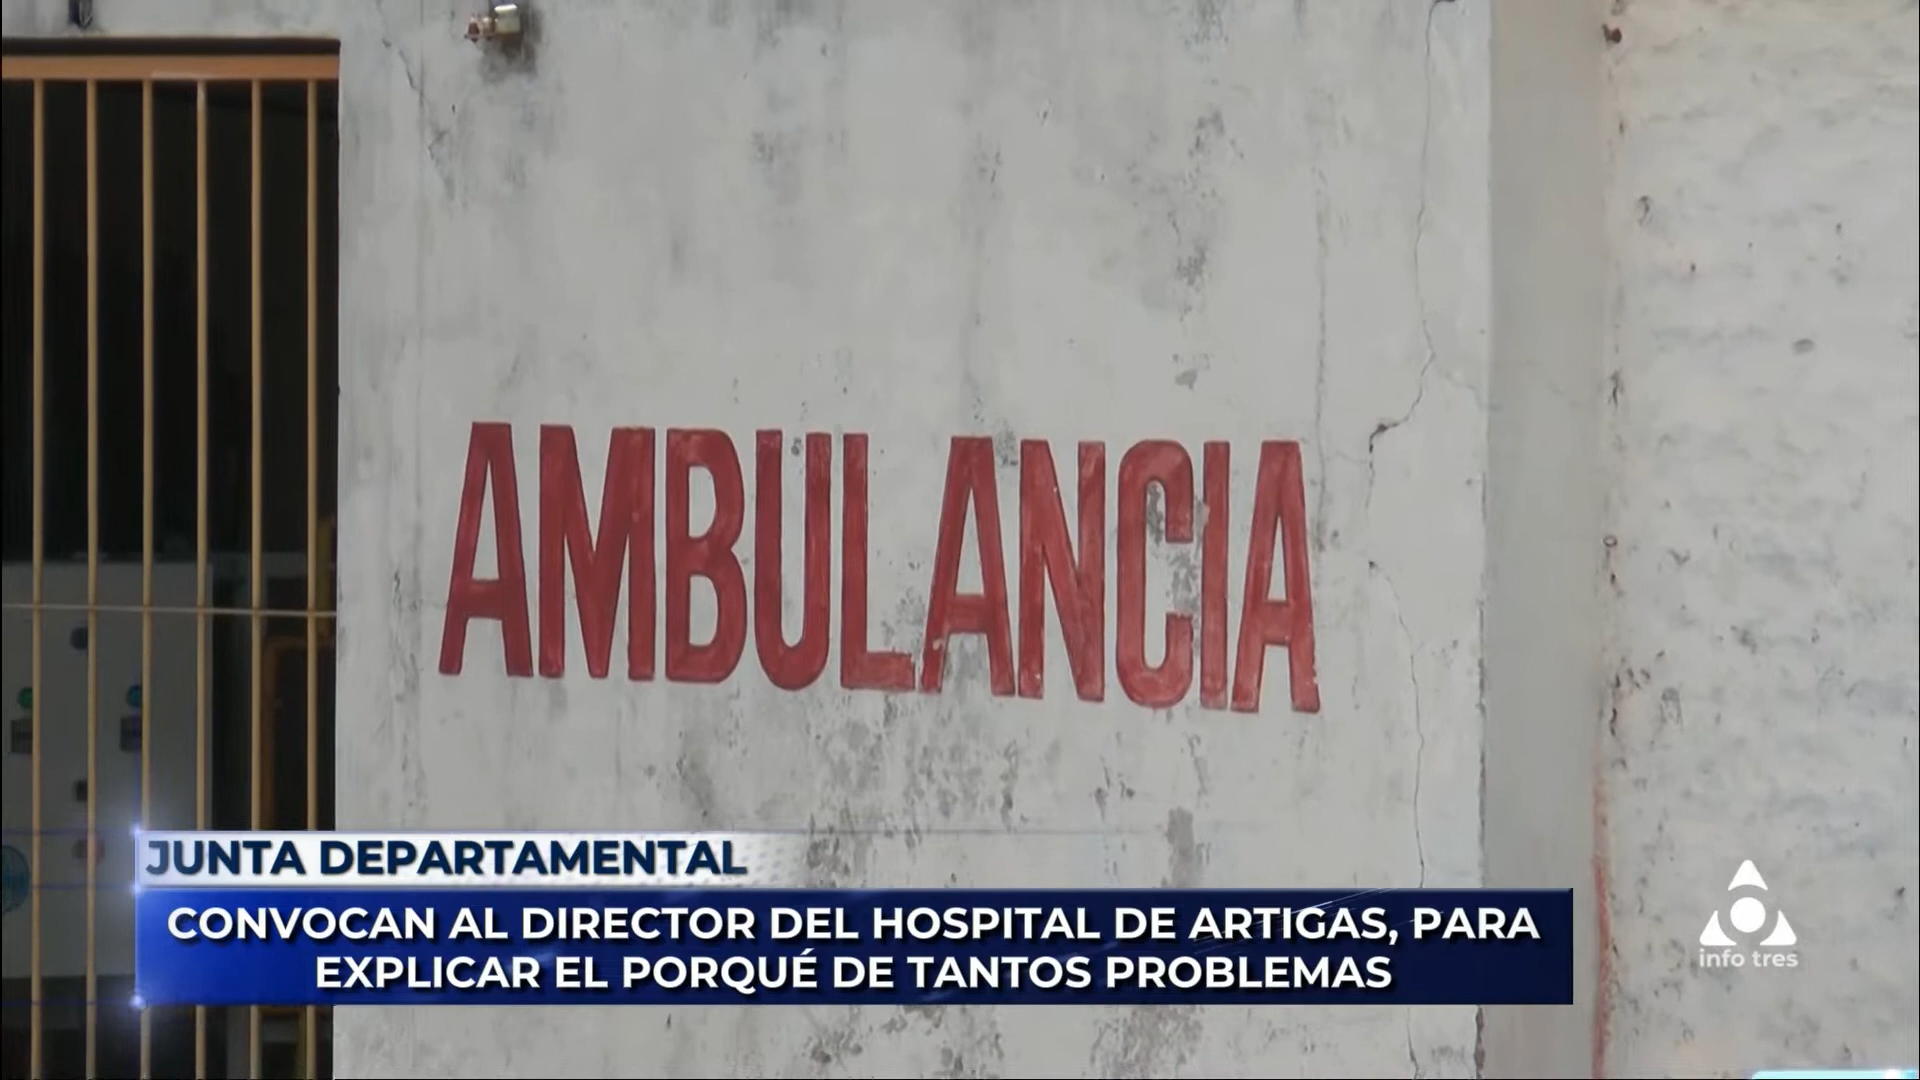 AMBULANCIA
JUNTA DEPARTAMENTAL
CONVOCAN AL DIRECTOR DEL HOSPITAL DE ARTIGAS, PARA
EXPLICAR EL PORQUÉ DE TANTOS PROBLEMAS
info tres